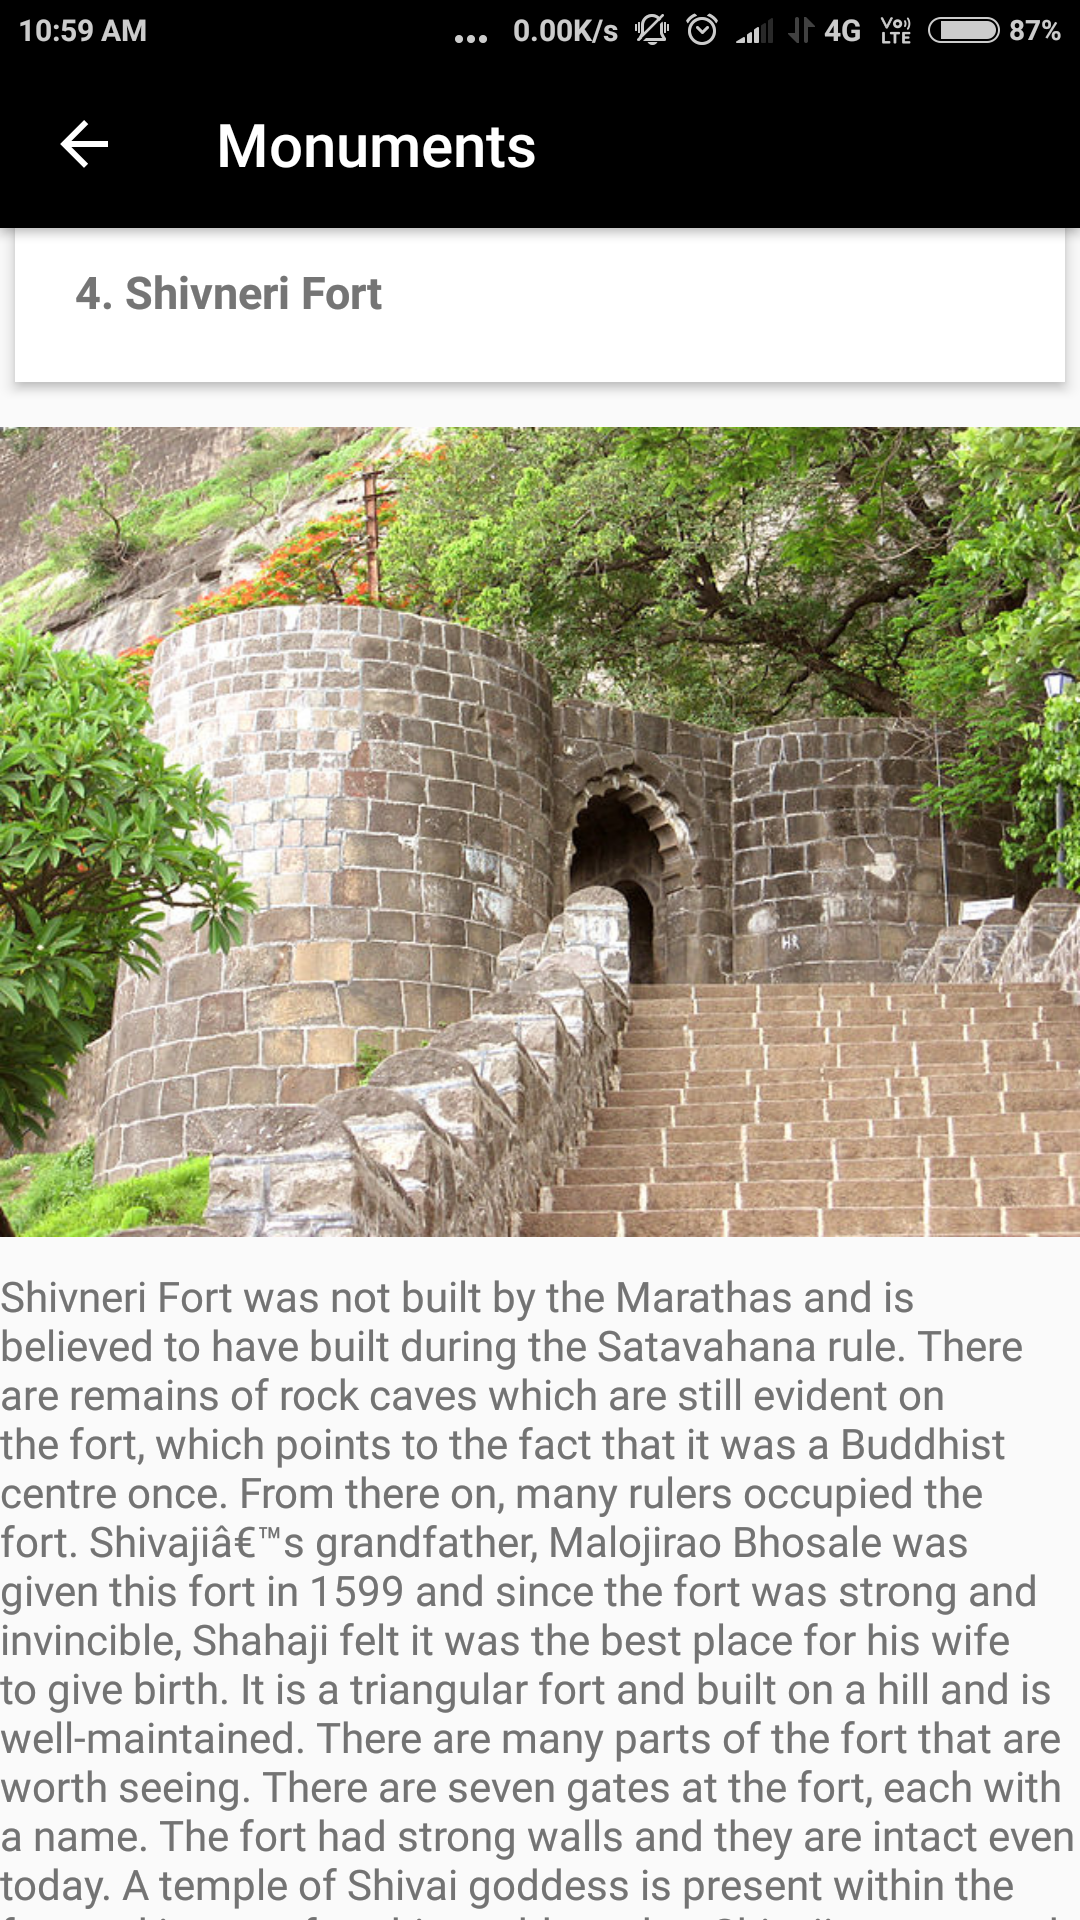 10:59 AM
... 0.00K/s 4G VoLTE 87%
Monuments
4. Shivneri Fort
HR
Shivneri Fort was not built by the Marathas and is
believed to have built during the Satavahana rule. There
are remains of rock caves which are still evident on
the fort, which points to the fact that it was a Buddhist
centre once. From there on, many rulers occupied the
fort. Shivajiâ€™s grandfather, Malojirao Bhosale was
given this fort in 1599 and since the fort was strong and
invincible, Shahaji felt it was the best place for his wife
to give birth. It is a triangular fort and built on a hill and is
well-maintained. There are many parts of the fort that are
worth seeing. There are seven gates at the fort, each with
a name. The fort had strong walls and they are intact even
today. A temple of Shivai goddess is present within the